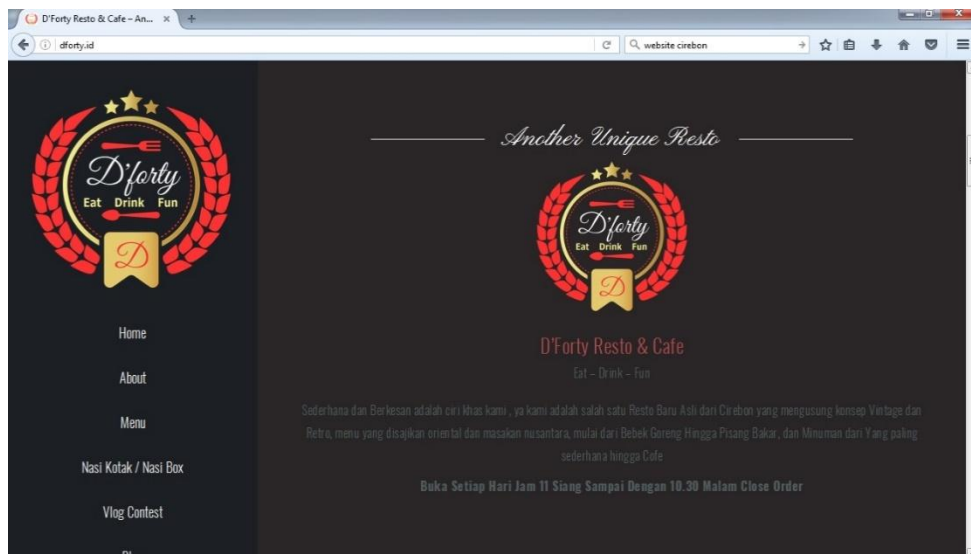 D'Forty Resto & Cafe – An...
dforty.id
website cirebon
D'forty
Eat Drink Fun
D
Home
About
Menu
Nasi Kotak / Nasi Box
Vlog Contest
Another Unique Resto
D'forty
Eat Drink Fun
D
D'Forty Resto & Cafe
Eat – Drink – Fun
Sederhana dan Berkesan adalah ciri khas kami , ya kami adalah salah satu Resto Baru Asli dari Cirebon yang mengusung konsep Vintage dan
Retro, menu yang disajikan oriental dan masakan nusantara, mulai dari Bebek Goreng Hingga Pisang Bakar, dan Minuman dari Yang paling
sederhana hingga Cofe
Buka Setiap Hari Jam 11 Siang Sampai Dengan 10.30 Malam Close Order